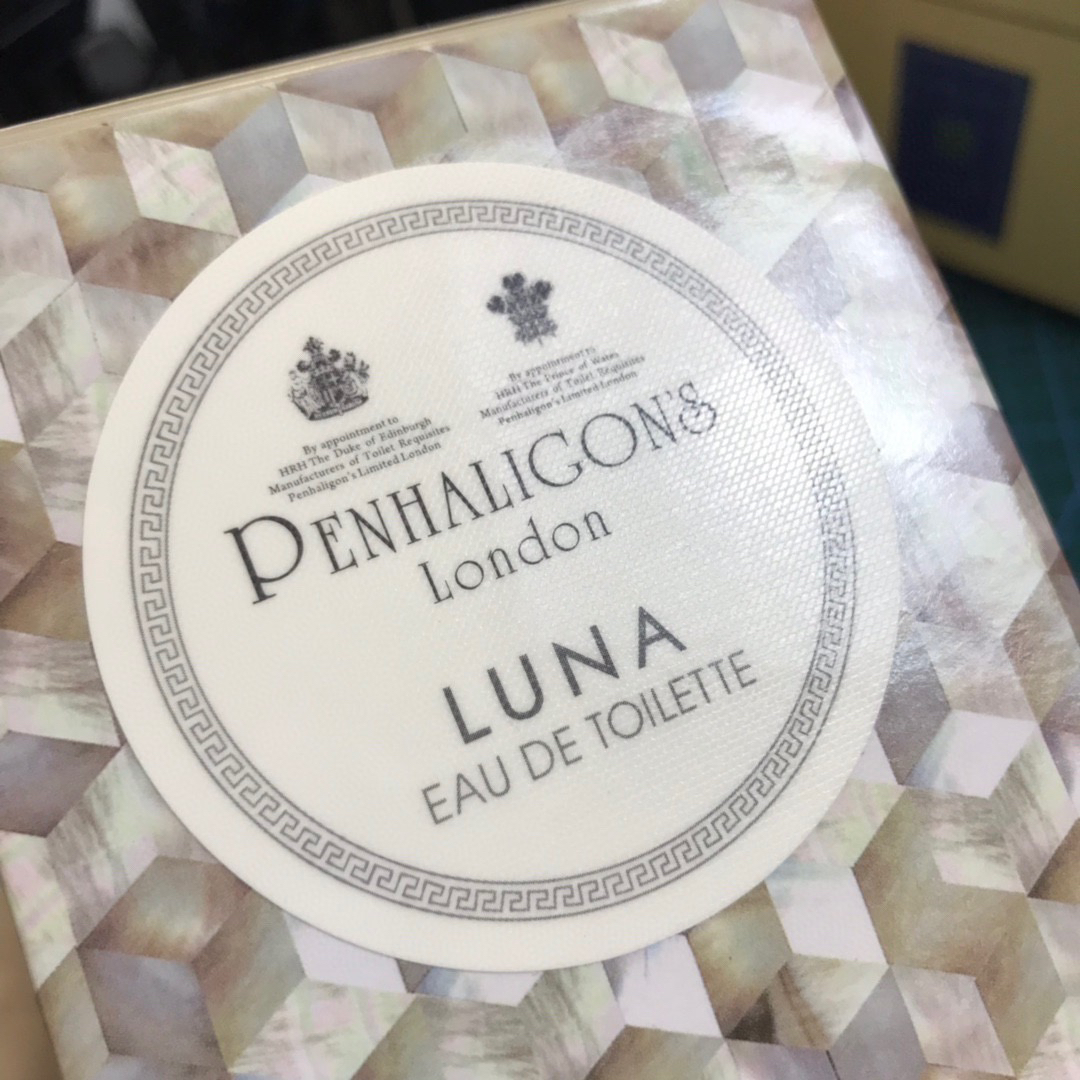 By appointment to
HRH The Duke of Edinburgh
Manufacturers of Toilet Requisites
Penhaligon's Limited London
By appointment to
HRH The Prince of Wales
Manufacturers of Toilet Requisites
Penhaligon's Limited London
PENHALIGON'S
London
LUNA
EAU DE TOILETTE